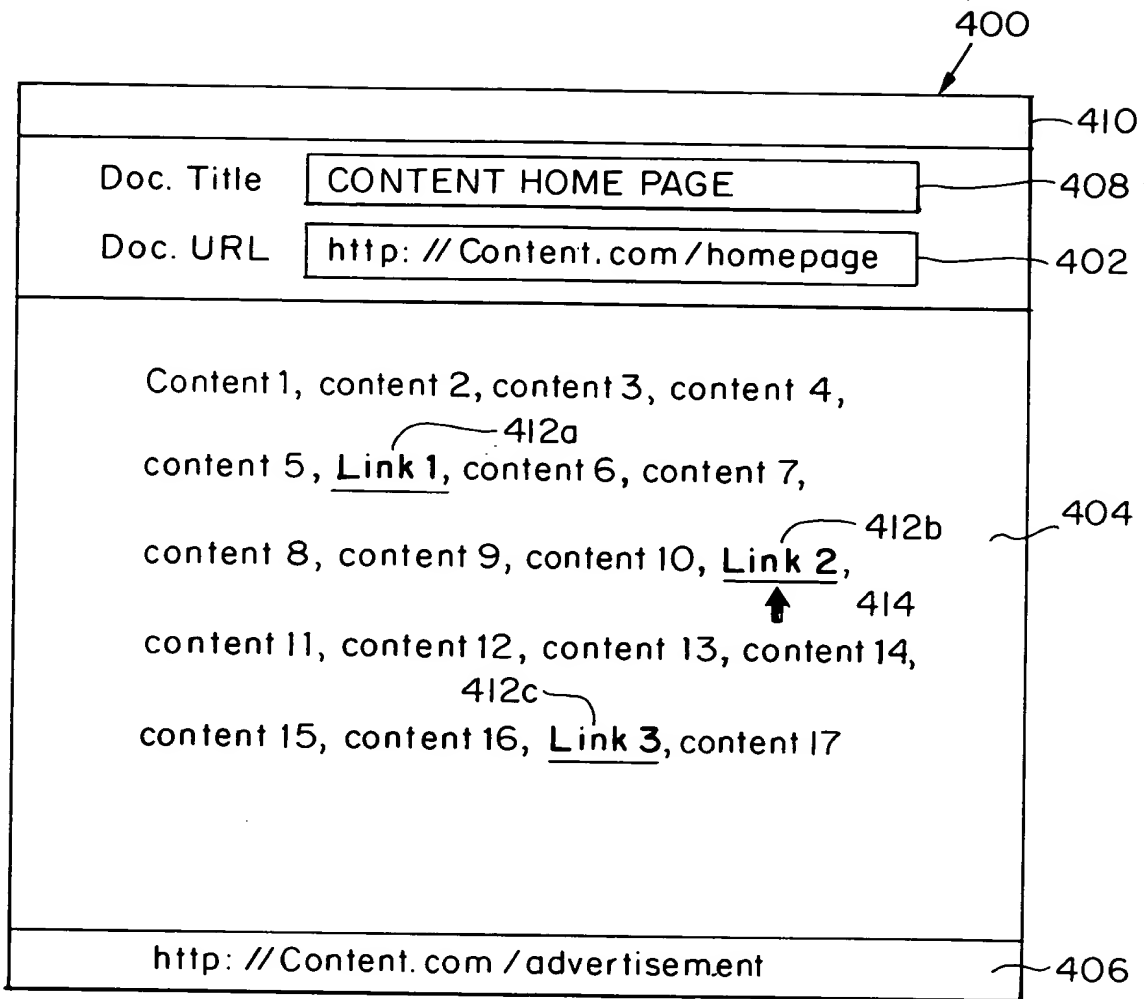 400
410
Doc. Title CONTENT HOME PAGE 408
Doc. URL http: // Content. com / homepage 402
Content 1, content 2, content 3, content 4,
412a
content 5, Link 1, content 6, content 7,
412b 404
content 8, content 9, content 10, Link 2,
414
content 11, content 12, content 13, content 14,
412c
content 15, content 16, Link 3, content 17
http: // Content. com / advertisement 406